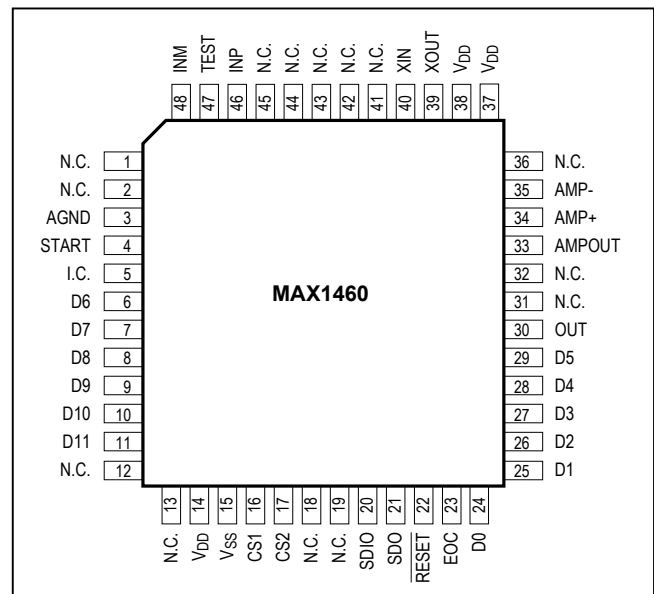 INM
TEST
INP
N.C.
N.C.
N.C.
N.C.
N.C.
XIN
XOUT
VDD
VDD
48
47
46
45
44
43
42
41
40
39
38
37
N.C. 1
N.C. 2
AGND 3
START 4
I.C. 5
D6 6
D7 7
D8 8
D9 9
D10 10
D11 11
N.C. 12
MAX1460
36 N.C.
35 AMP-
34 AMP+
33 AMPOUT
32 N.C.
31 N.C.
30 OUT
29 D5
28 D4
27 D3
26 D2
25 D1
13
14
15
16
17
18
19
20
21
22
23
24
N.C.
VDD
VSS
CS1
CS2
N.C.
N.C.
SDIO
SDO
RESET
EOC
D0